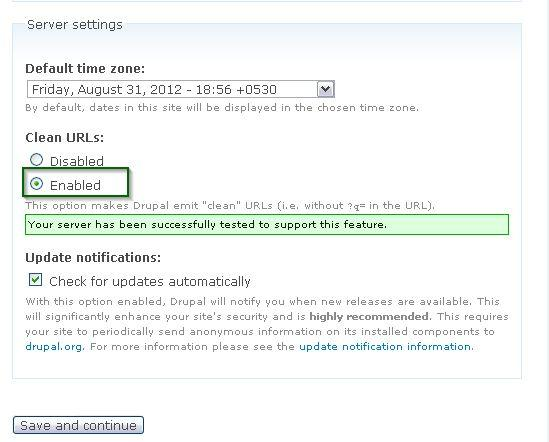 Server settings
Default time zone:
Friday, August 31, 2012 - 18:56 +0530
By default, dates in this site will be displayed in the chosen time zone.
Clean URLs:
Disabled
Enabled
This option makes Drupal emit "clean" URLs (i.e. without ?q= in the URL).
Your server has been successfully tested to support this feature.
Update notifications:
Check for updates automatically
With this option enabled, Drupal will notify you when new releases are available. This
will significantly enhance your site's security and is highly recommended. This requires
your site to periodically send anonymous information on its installed components to
drupal.org. For more information please see the update notification information.
Save and continue